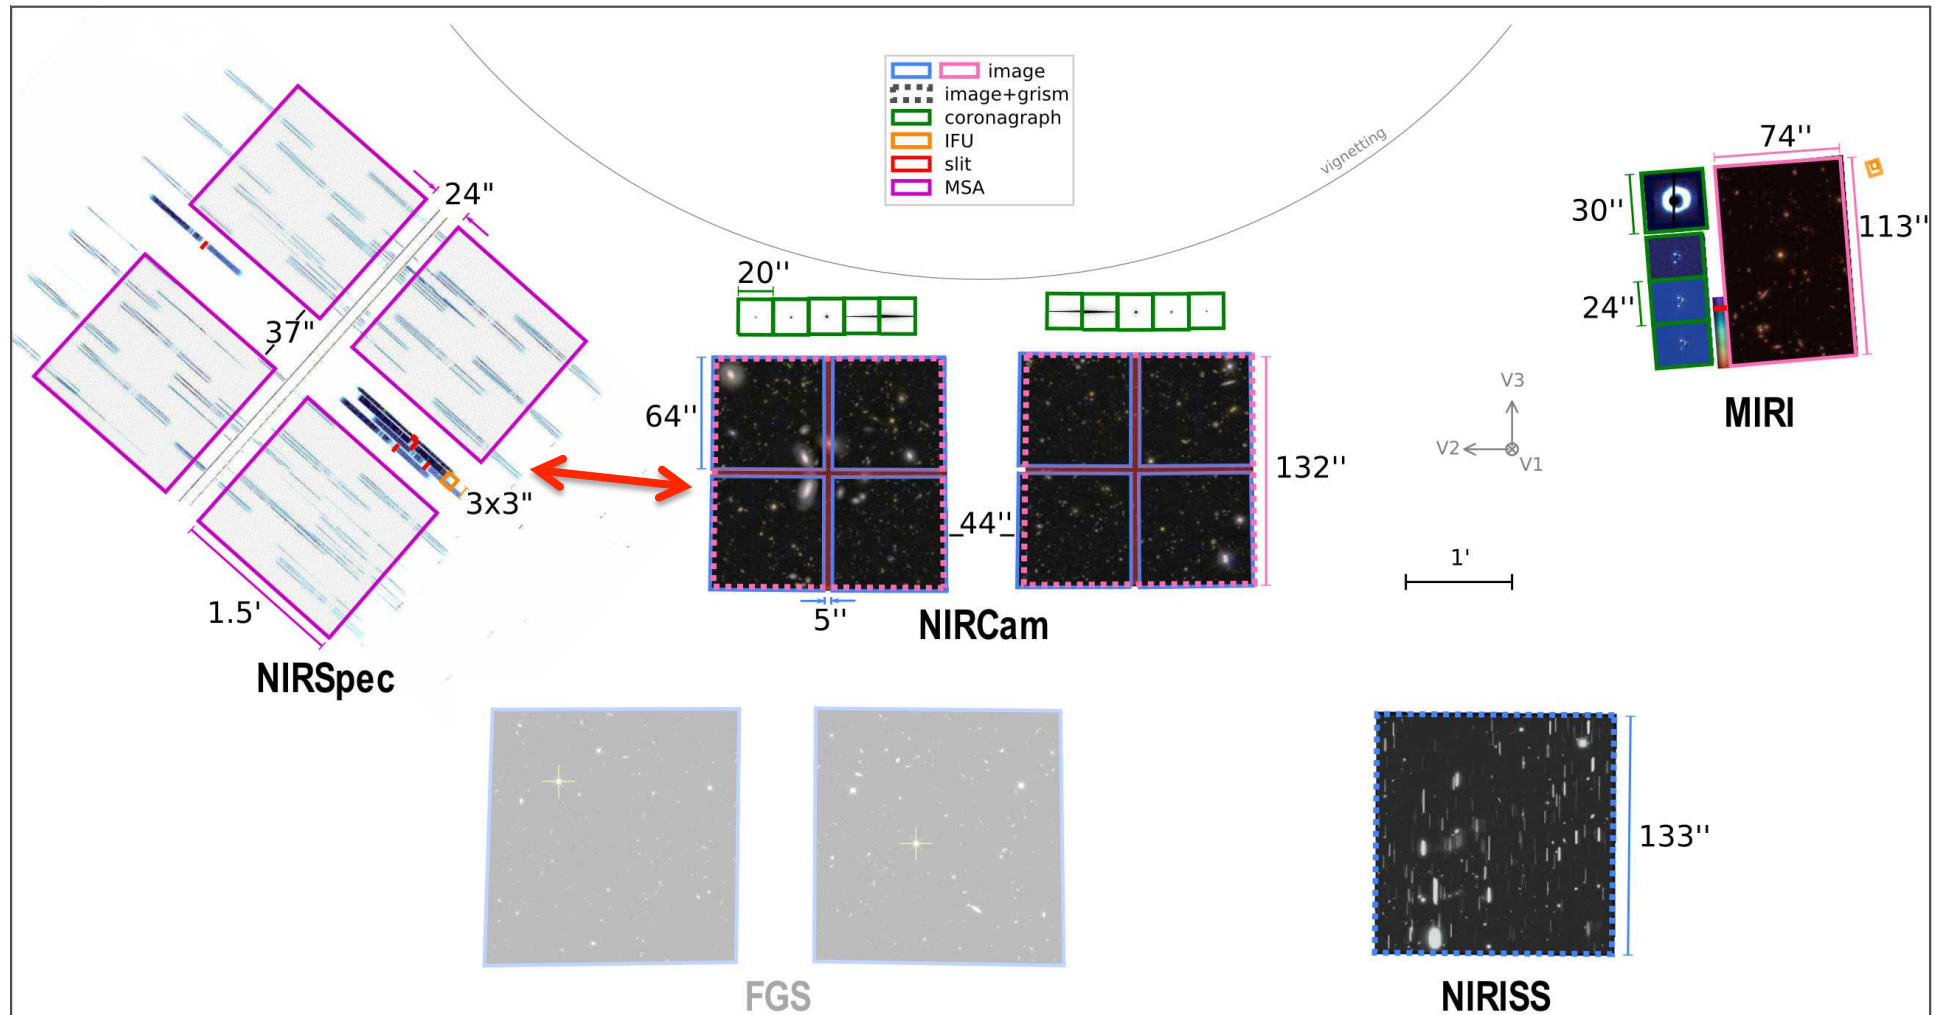 image
image+grism
coronagraph
IFU
slit
MSA
vignetting
24"
37"
3x3"
1.5'
NIRSpec
20''
64''
44''
132''
5''
NIRCam
V3
V2
V1
1'
74''
30''
113''
24''
MIRI
FGS
133''
NIRISS